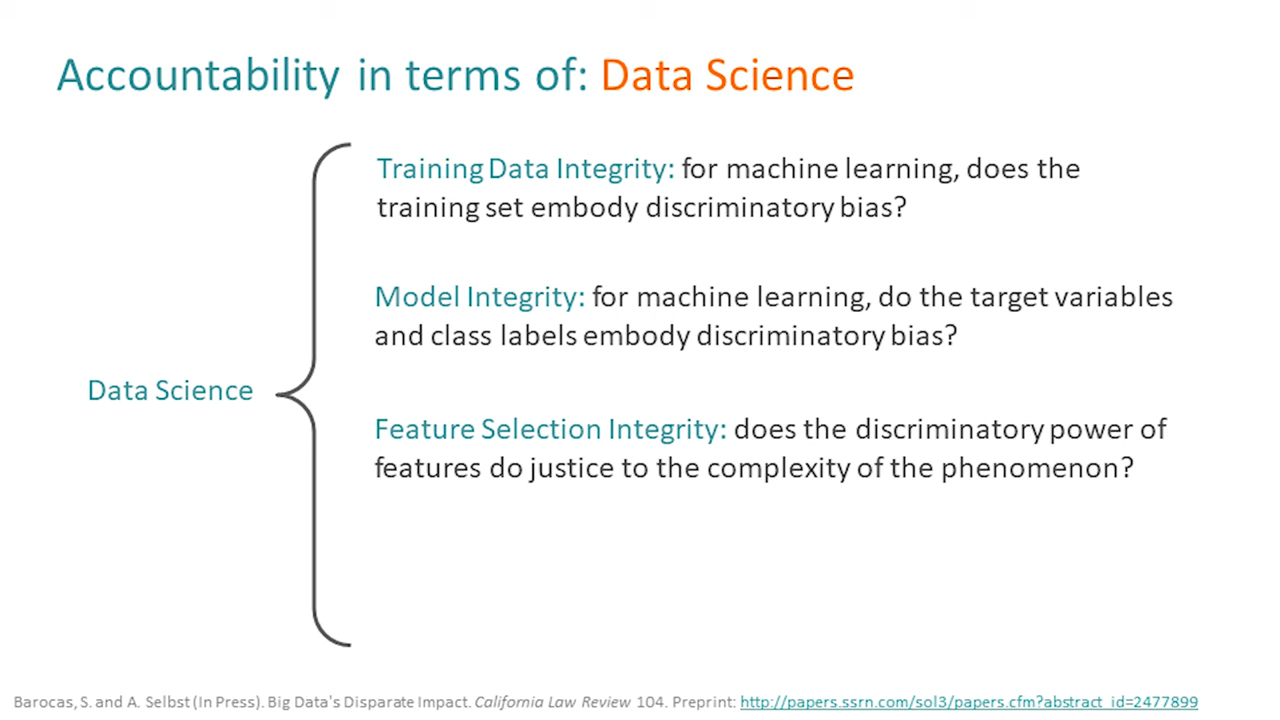 Accountability in terms of: Data Science
Training Data Integrity: for machine learning, does the
training set embody discriminatory bias?
Model Integrity: for machine learning, do the target variables
and class labels embody discriminatory bias?
Data Science
Feature Selection Integrity: does the discriminatory power of
features do justice to the complexity of the phenomenon?
Barocas, S. and A. Selbst (In Press). Big Data's Disparate Impact. California Law Review 104. Preprint: http://papers.ssrn.com/sol3/papers.cfm?abstract_id=2477899